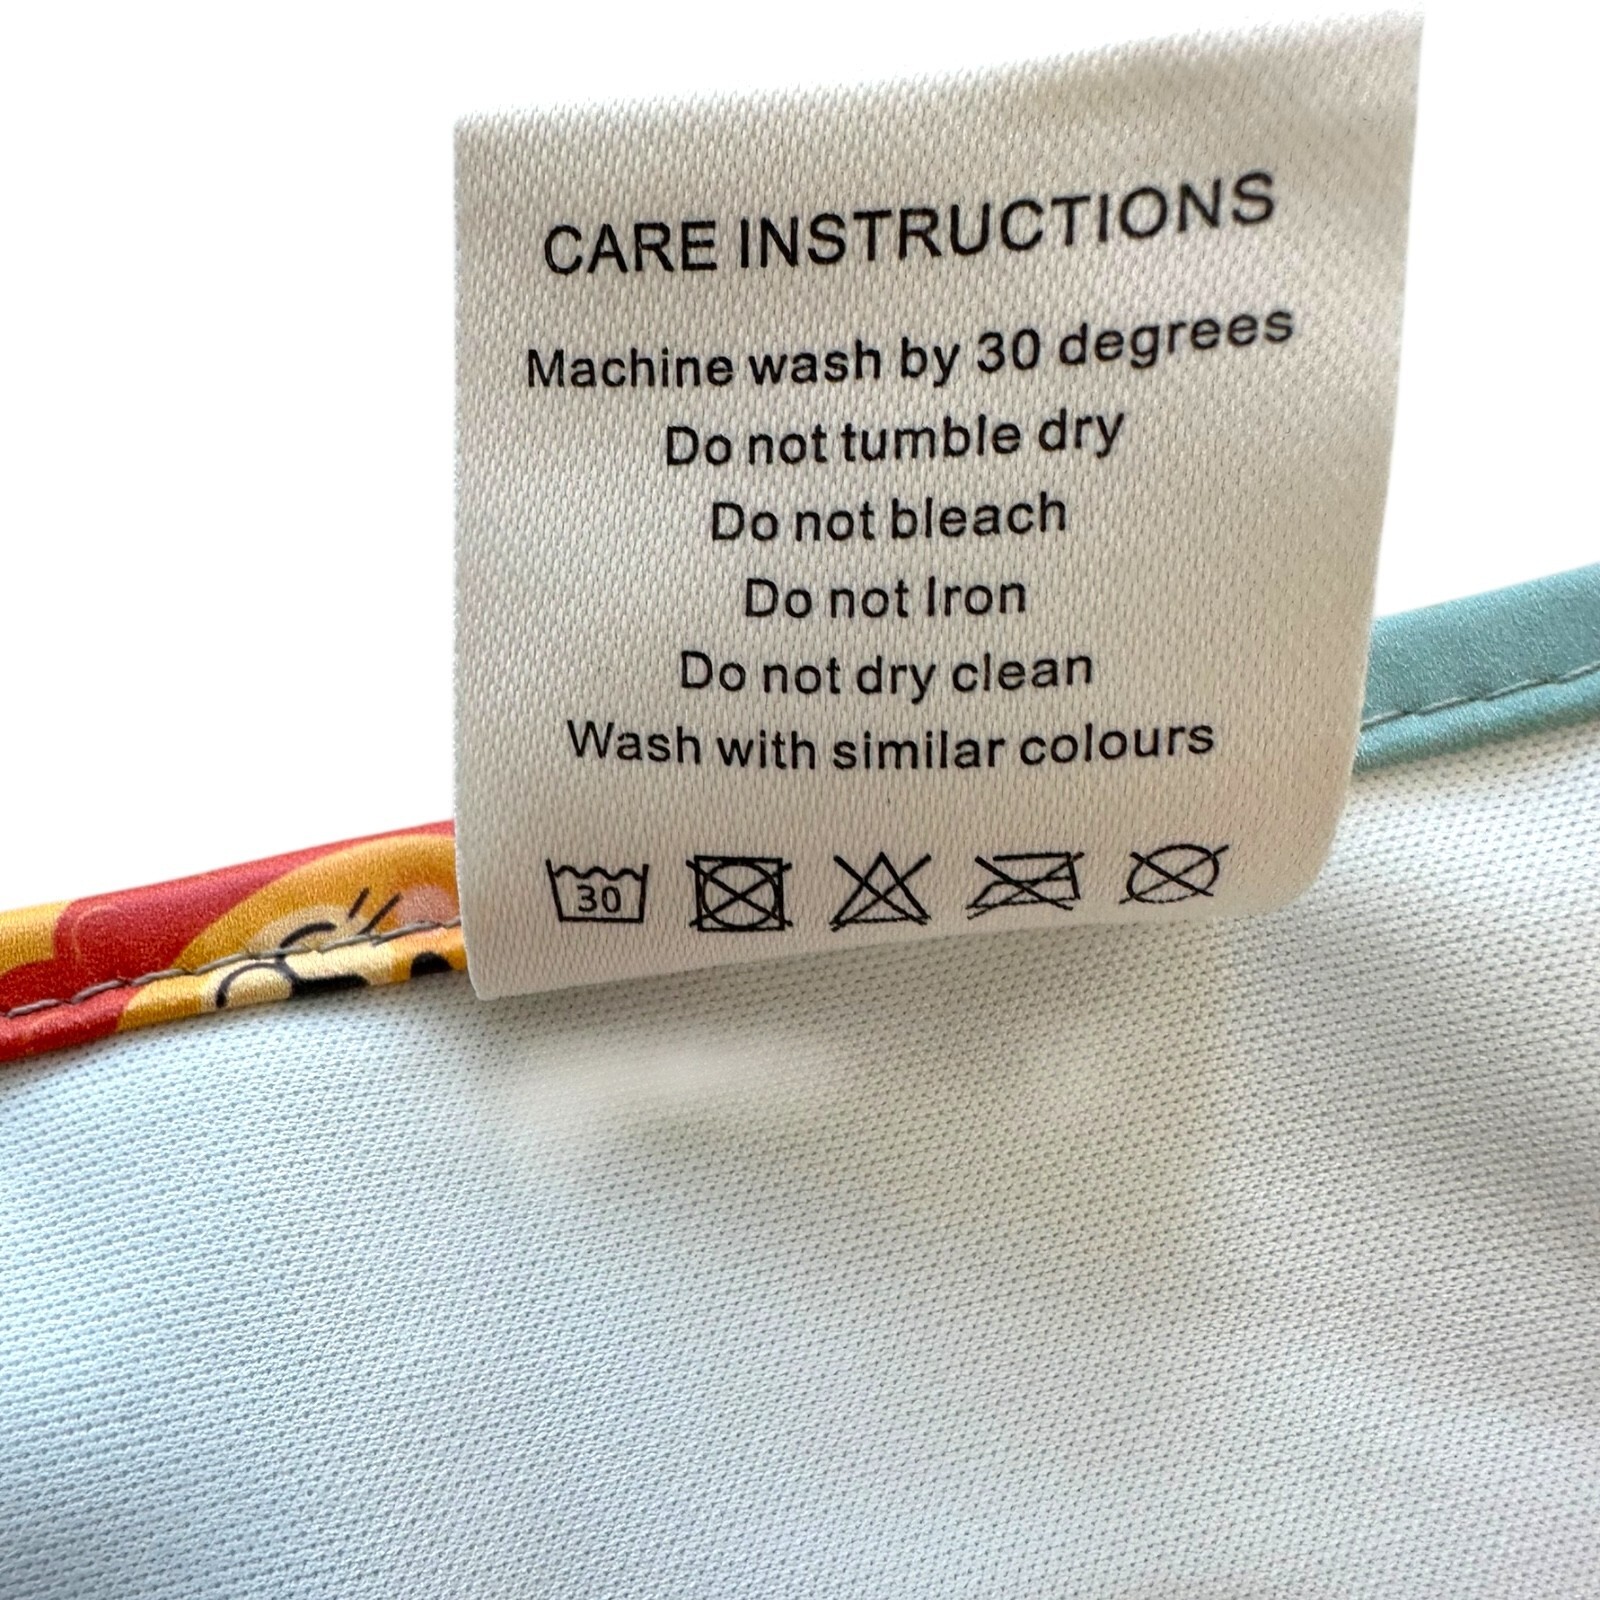 CARE INSTRUCTIONS
Machine wash by 30 degrees
Do not tumble dry
Do not bleach
Do not Iron
Do not dry clean
Wash with similar colours
30